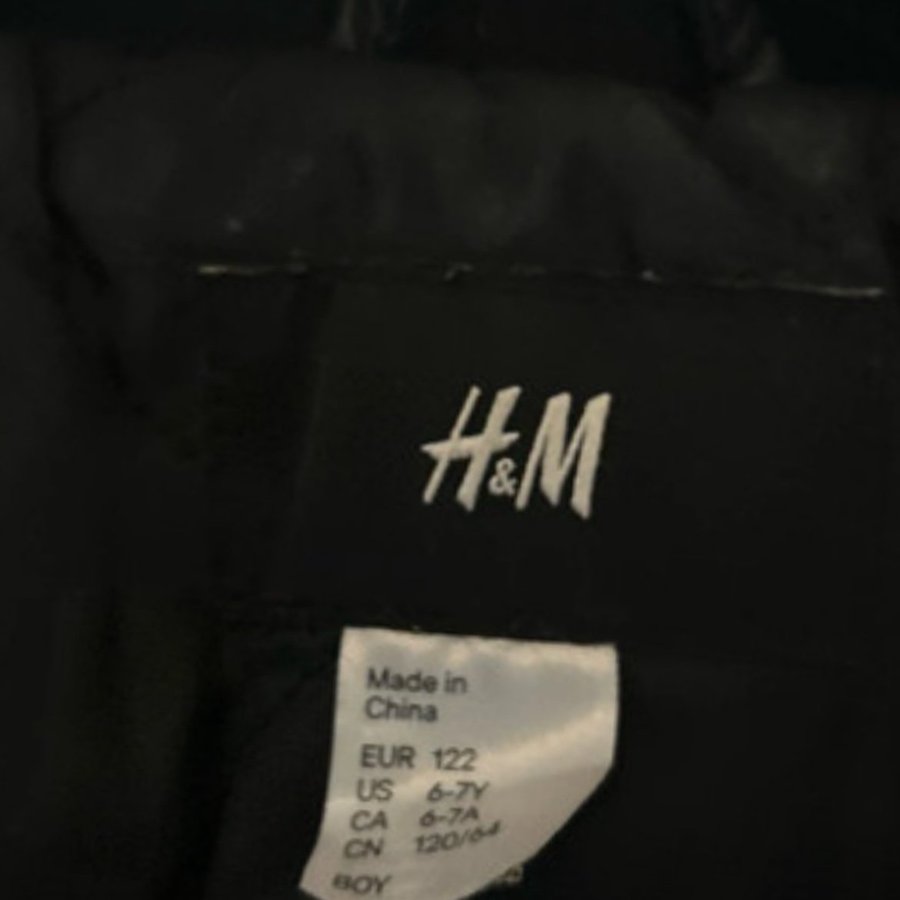 H&M
Made in
China
EUR 122
US 6-7Y
CA 6-7A
CN 120/64
BOY